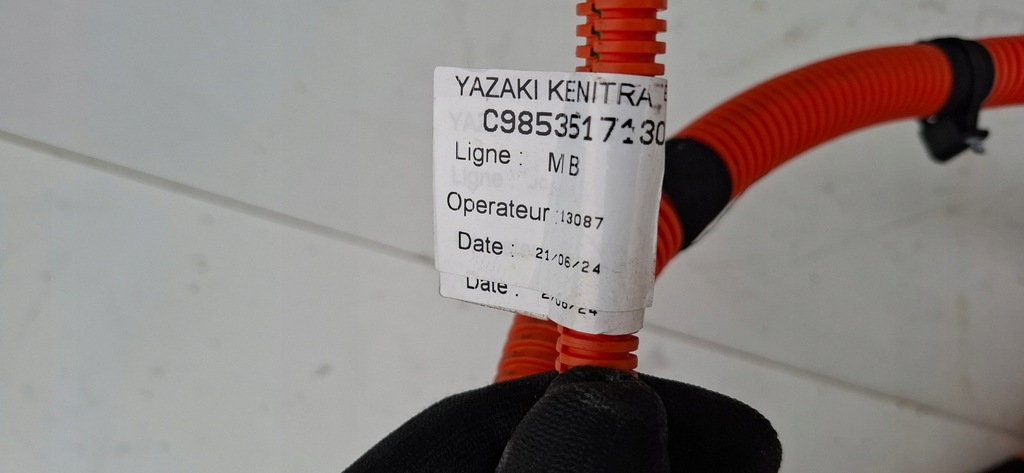 YAZAKI KENITRA
C9853517130
Ligne : MB
Operateur :13087
Date : 21/06/24
Date :